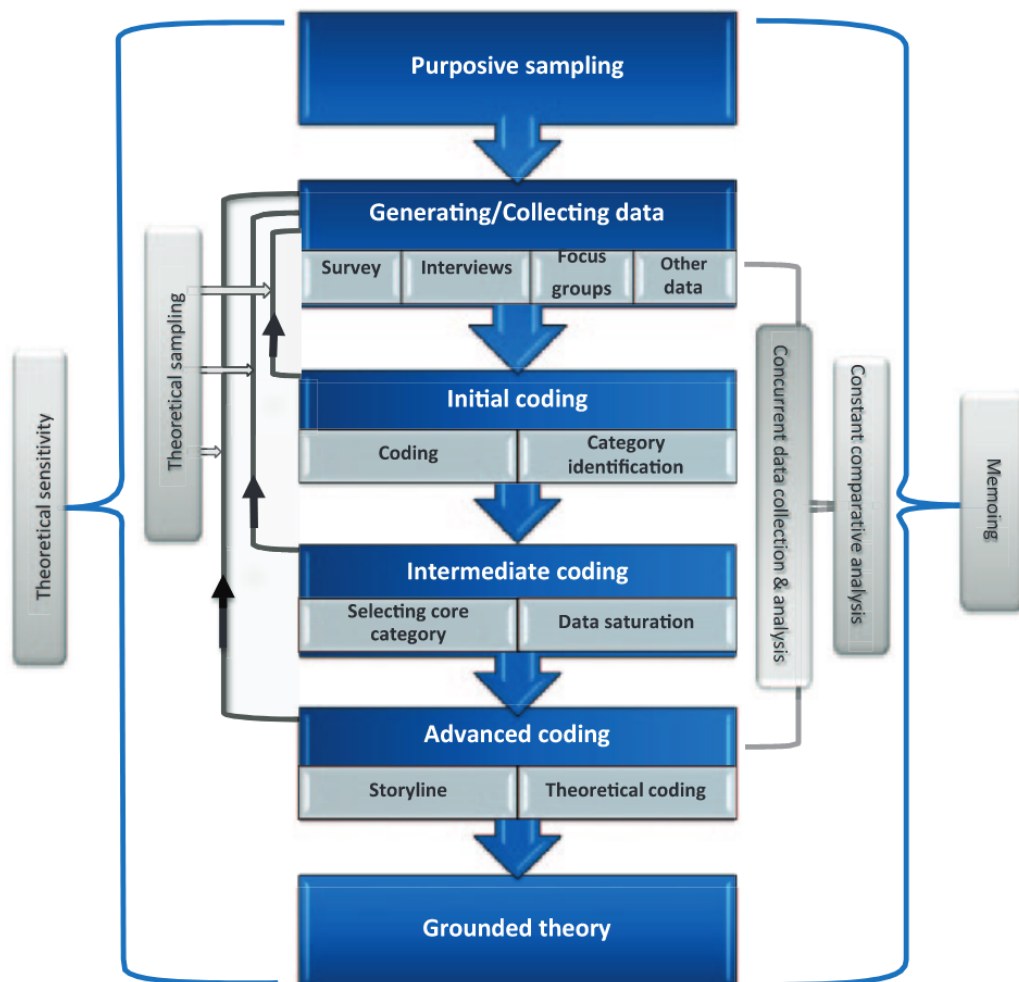 Purposive sampling
Generating/Collecting data
Survey
Interviews
Focus
groups
Other
data
Initial coding
Coding
Category
identification
Intermediate coding
Selecting core
category
Data saturation
Advanced coding
Storyline
Theoretical coding
Grounded theory
Theoretical sensitivity
Theoretical sampling
Concurrent data collection & analysis
Constant comparative analysis
Memoing